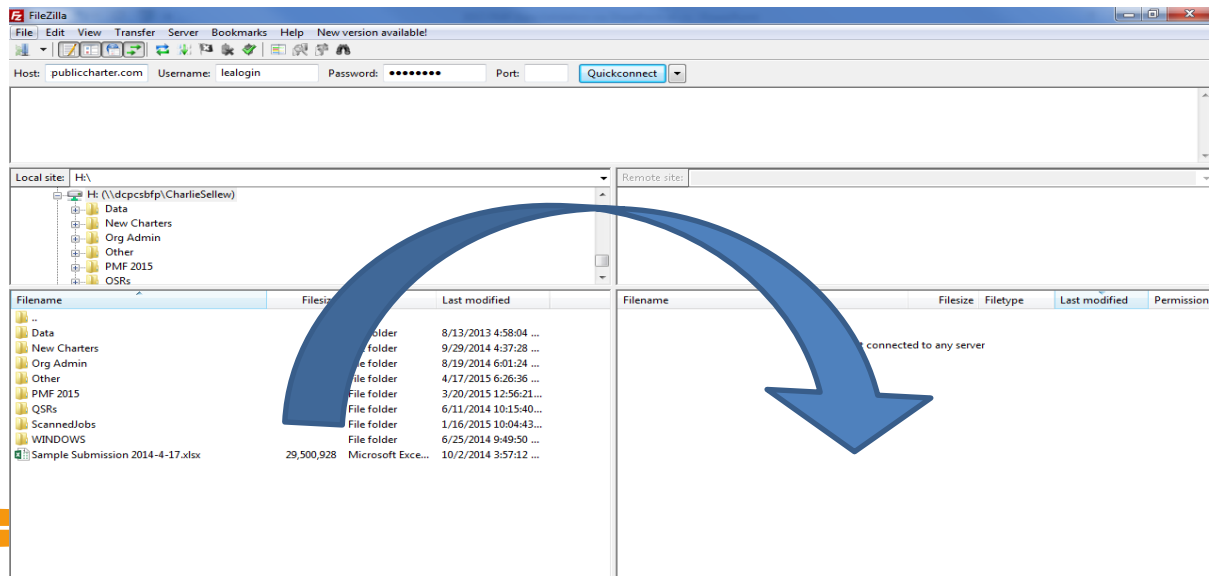 FileZilla
File Edit View Transfer Server Bookmarks Help New version available!
Host: publiccharter.com Username: lealogin Password: •••••••• Port: Quickconnect
Local site: H:\ Remote site:
H: (\\dcpcsbfp\CharlieSellew)
Data
New Charters
Org Admin
Other
PMF 2015
QSRs
Filename Last modified Filename Filesize Filetype Last modified Permission
..
Data folder 8/13/2013 4:58:04 ...
New Charters folder 9/29/2014 4:37:28 ... connected to any server
Org Admin folder 8/19/2014 6:01:24 ...
Other File folder 4/17/2015 6:26:36 ...
PMF 2015 File folder 3/20/2015 12:56:21...
QSRs File folder 6/11/2014 10:15:40...
ScannedJobs File folder 1/16/2015 10:04:43...
WINDOWS File folder 6/25/2014 9:49:50 ...
Sample Submission 2014-4-17.xlsx 29,500,928 Microsoft Exce... 10/2/2014 3:57:12 ...